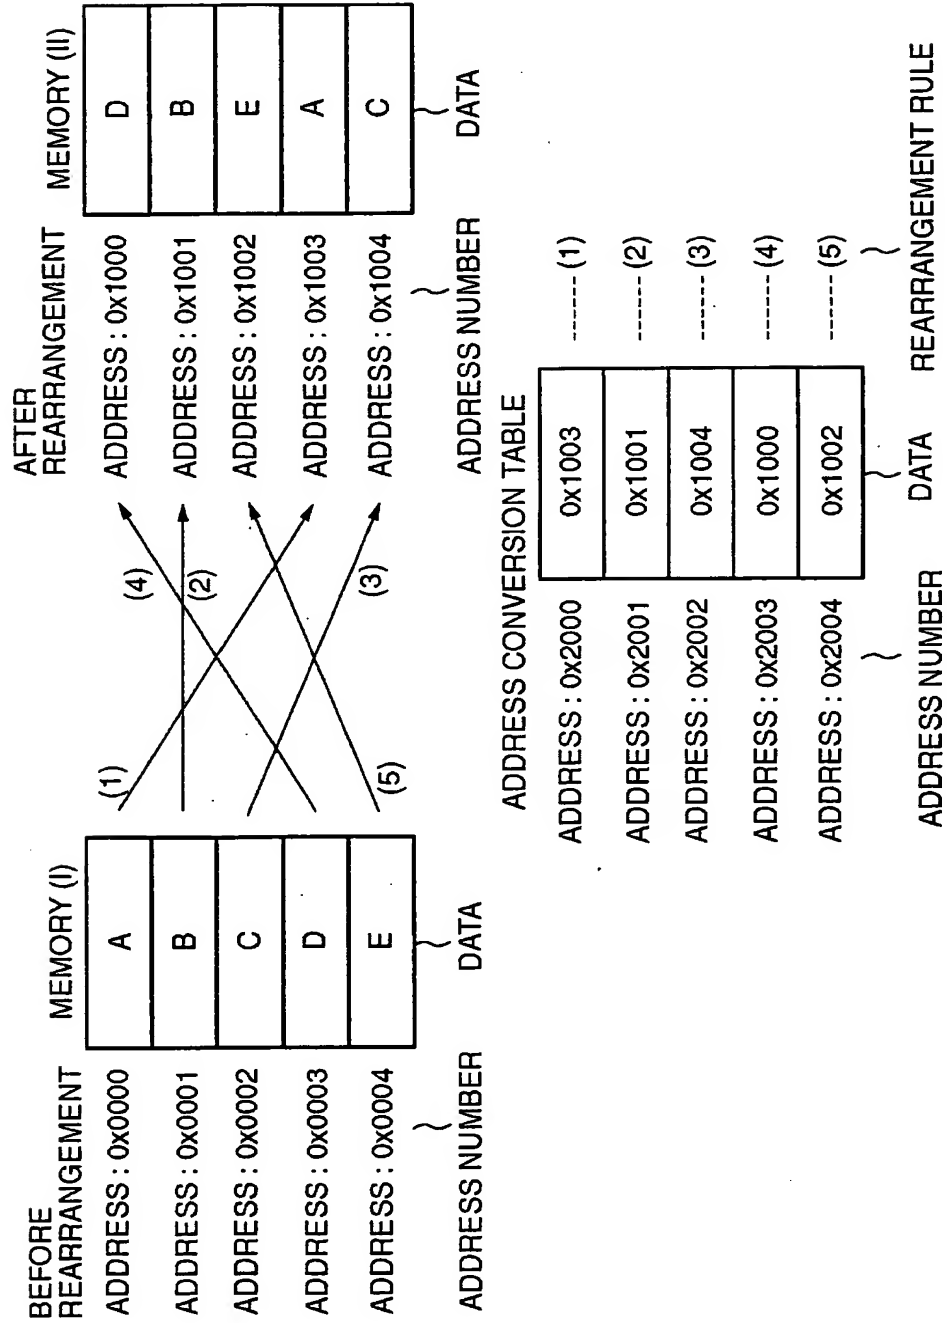 BEFORE
REARRANGEMENT
MEMORY (I)
ADDRESS : 0x0000 A
ADDRESS : 0x0001 B
ADDRESS : 0x0002 C
ADDRESS : 0x0003 D
ADDRESS : 0x0004 E
ADDRESS NUMBER
DATA
(1)
(5)
(4)
(2)
(3)
AFTER
REARRANGEMENT
MEMORY (II)
ADDRESS : 0x1000 D
ADDRESS : 0x1001 B
ADDRESS : 0x1002 E
ADDRESS : 0x1003 A
ADDRESS : 0x1004 C
ADDRESS NUMBER
DATA
ADDRESS CONVERSION TABLE
ADDRESS : 0x2000 0x1003 -------(1)
ADDRESS : 0x2001 0x1001 -------(2)
ADDRESS : 0x2002 0x1004 -------(3)
ADDRESS : 0x2003 0x1000 -------(4)
ADDRESS : 0x2004 0x1002 -------(5)
ADDRESS NUMBER
DATA
REARRANGEMENT RULE